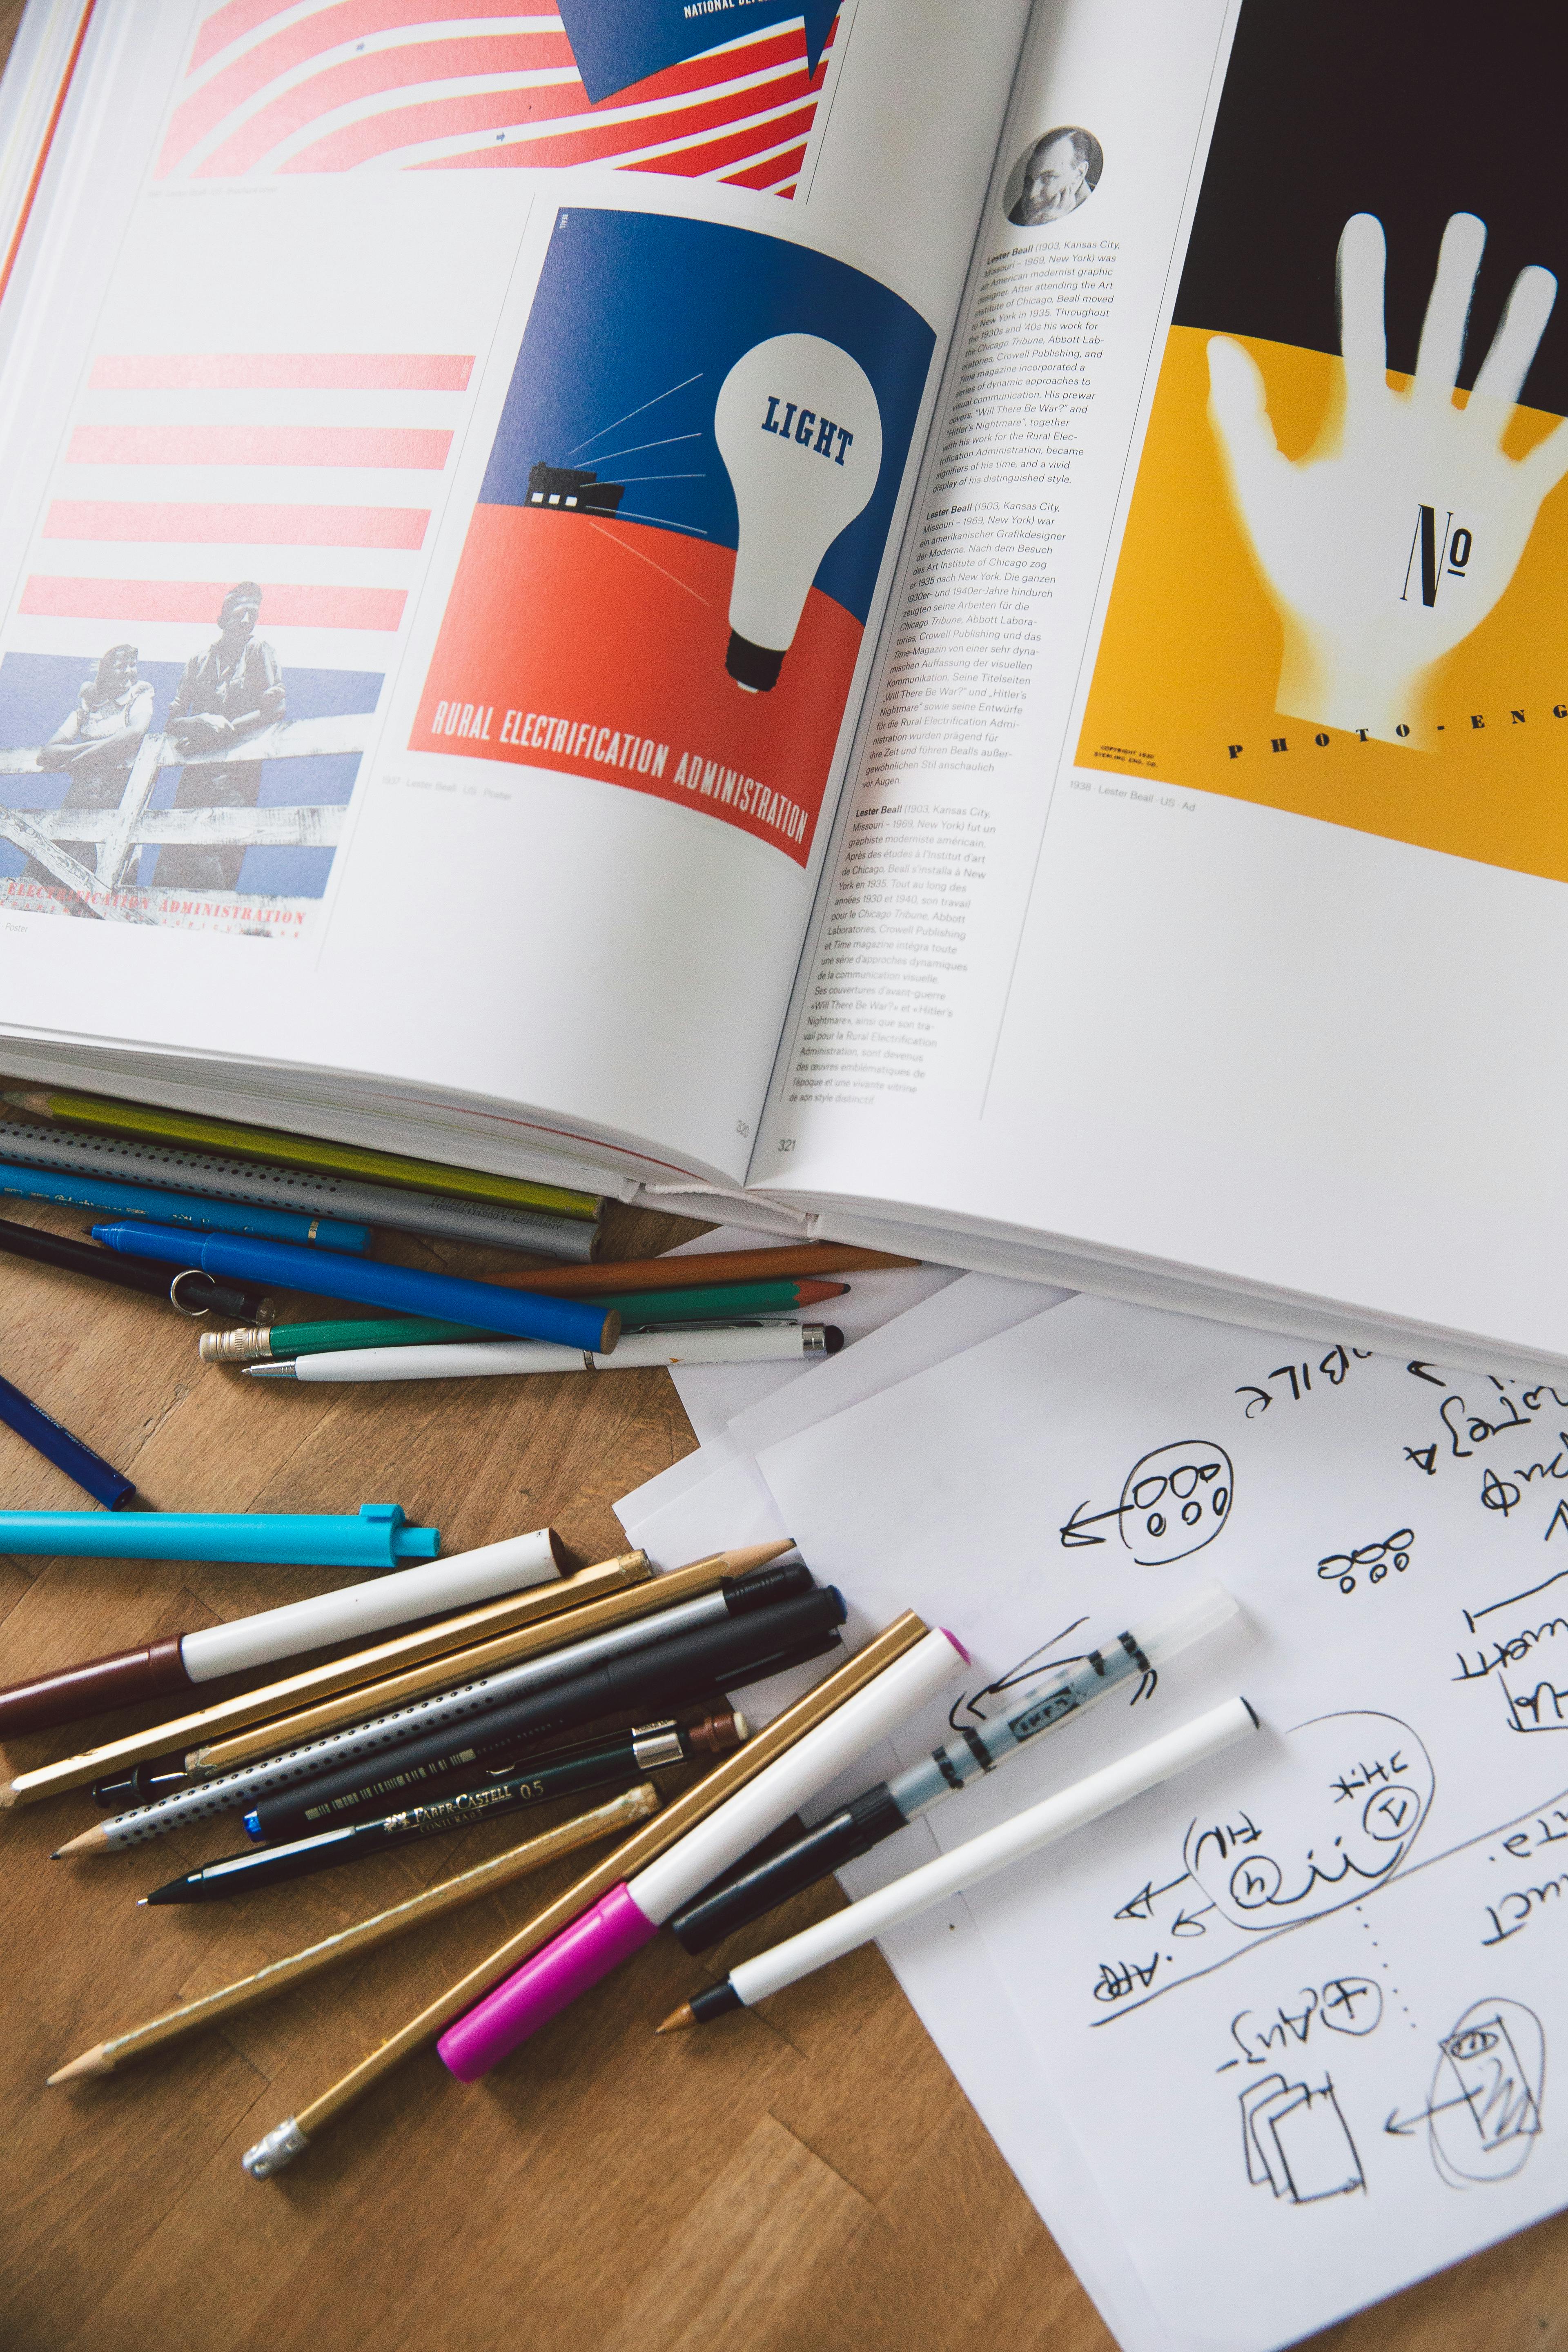 NATIONAL
LIGHT
RURAL ELECTRIFICATION ADMINISTRATION
1937 · Lester Beall · US · Poster
ELECTRIFICATION ADMINISTRATION
Poster
320
Lester Beall (1903, Kansas City,
Missouri – 1969, New York) was
an American modernist graphic
designer. After attending the Art
Institute of Chicago, Beall moved
to New York in 1935. Throughout
the 1930s and '40s his work for
the Chicago Tribune, Abbott Lab-
oratories, Crowell Publishing, and
Time magazine incorporated a
series of dynamic approaches to
visual communication. His prewar
covers, "Will There Be War?" and
"Hitler's Nightmare", together
with his work for the Rural Elec-
trification Administration, became
signifiers of his time, and a vivid
display of his distinguished style.
Lester Beall (1903, Kansas City,
Missouri – 1969, New York) war
ein amerikanischer Grafikdesigner
der Moderne. Nach dem Besuch
des Art Institute of Chicago zog
er 1935 nach New York. Die ganzen
1930er- und 1940er-Jahre hindurch
zeugten seine Arbeiten für die
Chicago Tribune, Abbott Labora-
tories, Crowell Publishing und das
Time-Magazin von einer sehr dyna-
mischen Auffassung der visuellen
Kommunikation. Seine Titelseiten
„Will There Be War?" und „Hitler's
Nightmare" sowie seine Entwürfe
für die Rural Electrification Admi-
nistration wurden prägend für
ihre Zeit und führen Bealls außer-
gewöhnlichen Stil anschaulich
vor Augen.
Lester Beall (1903, Kansas City,
Missouri – 1969, New York) fut un
graphiste moderniste américain.
Après des études à l'Institut d'art
de Chicago, Beall s'installa à New
York en 1935. Tout au long des
années 1930 et 1940, son travail
pour le Chicago Tribune, Abbott
Laboratories, Crowell Publishing
et Time magazine intégra toute
une série d'approches dynamiques
de la communication visuelle.
Ses couvertures d'avant-guerre
«Will There Be War?» et «Hitler's
Nightmare», ainsi que son tra-
vail pour la Rural Electrification
Administration, sont devenus
des œuvres emblématiques de
l'époque et une vivante vitrine
de son style distinctif.
321
No
PHOTO-ENG
COPYRIGHT
STERLING ENG. CO.
1938 · Lester Beall · US · Ad
GERMANY
FABER-CASTELL 0.5
APP.